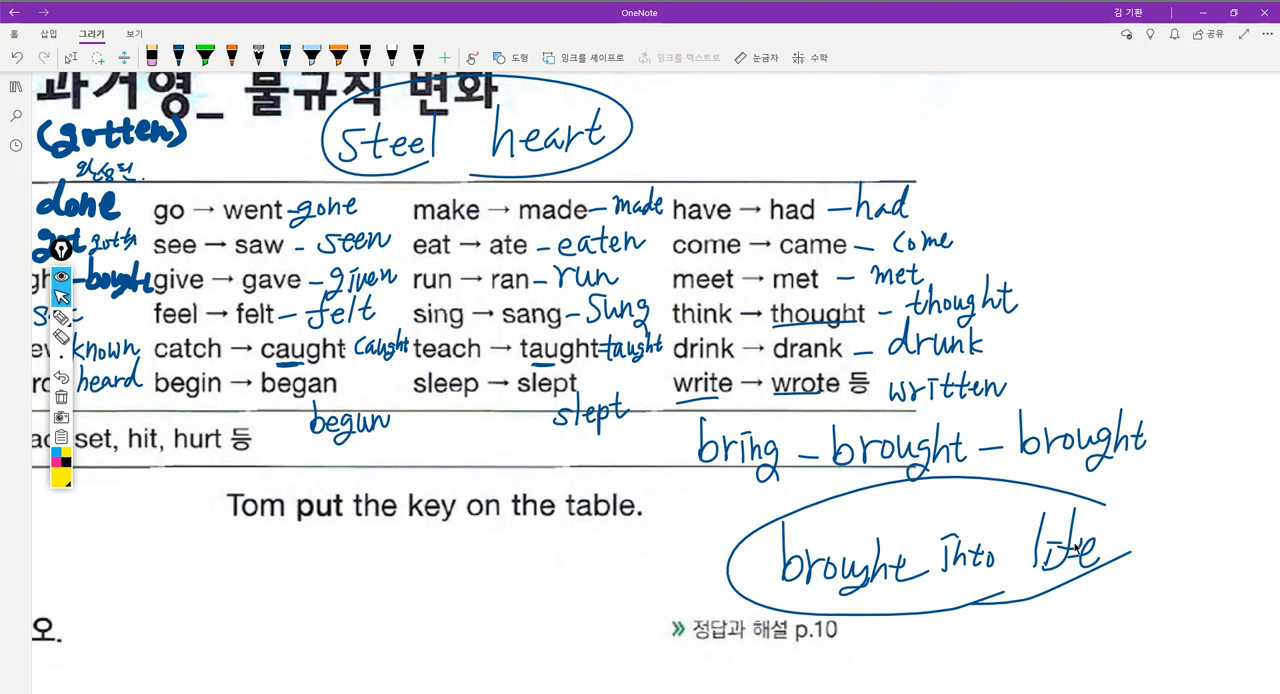 OneNote
김 기환
홈 삽입 그리기 보기
공유
도형 잉크를 셰이프로 잉크를 텍스트로 눈금자 수학
과거형_ 불규칙 변화
(gotten)
steel heart
완성된.
done go → went - gone make → made - made have → had - had
got see → saw - seen eat → ate - eaten come → came - come
bought give → gave - given run → ran - run meet → met - met
feel → felt - felt sing → sang - sung think → thought - thought
known catch → caught caught teach → taught = taught drink → drank - drunk
heard begin → began sleep → slept write → wrote 등 written
begun slept
set, hit, hurt 등
bring - brought - brought
Tom put the key on the table.
brought into life
오.
» 정답과 해설 p.10